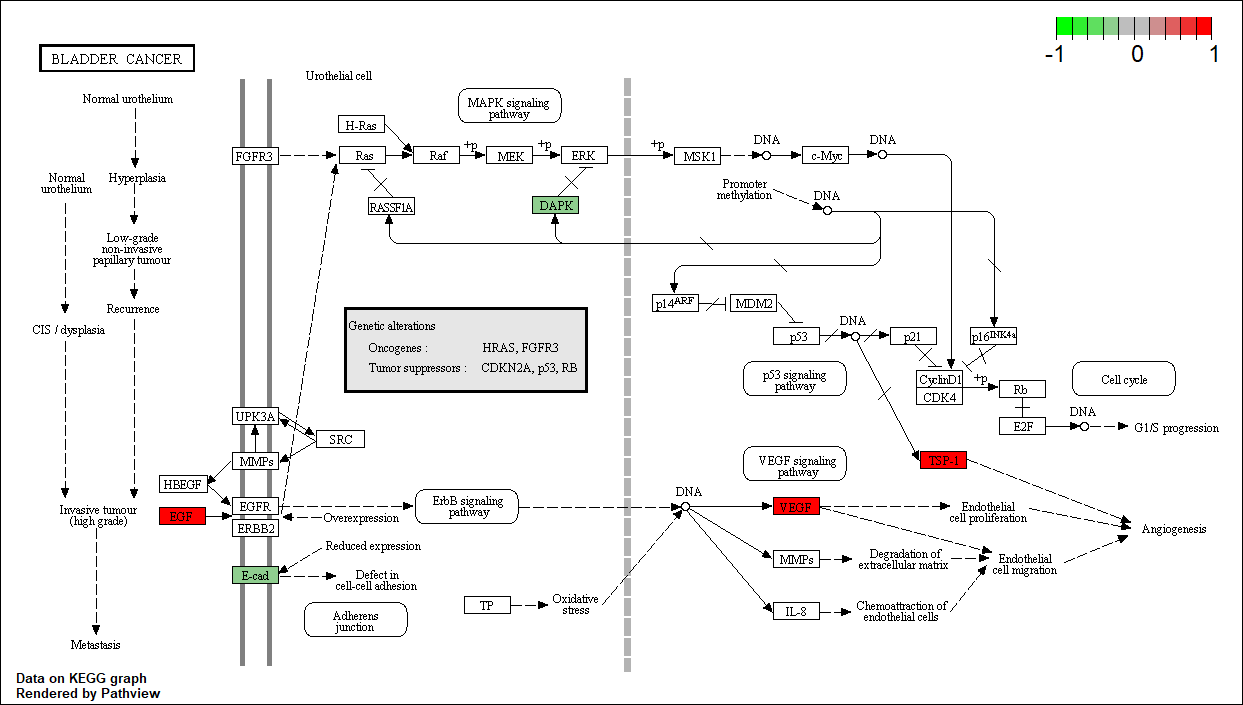 -1 0 1
BLADDER CANCER
Urothelial cell
Normal urothelium
MAPK signaling
pathway
H-Ras
FGFR3
Ras
Raf
+p
MEK
+p
ERK
+p
MSK1
DNA
c-Myc
DNA
Normal
urothelium
Hyperplasia
Promoter
methylation
DNA
RASSF1A
DAPK
Low-grade
non-invasive
papillary tumour
Recurrence
p14ARF
MDM2
CIS / dysplasia
Genetic alterations
Oncogenes : HRAS, FGFR3
Tumor suppressors : CDKN2A, p53, RB
p53
DNA
p21
p16INK4a
p53 signaling
pathway
CyclinD1
CDK4
+p
Rb
Cell cycle
UPK3A
SRC
E2F
DNA
G1/S progression
MMPs
VEGF signaling
pathway
TSP-1
HBEGF
EGFR
EGF
ERBB2
Overexpression
ErbB signaling
pathway
DNA
VEGF
Endothelial
cell proliferation
Angiogenesis
Invasive tumour
(high grade)
Reduced expression
E-cad
Defect in
cell-cell adhesion
MMPs
Degradation of
extracellular matrix
Endothelial
cell migration
Adherens
junction
TP
Oxidative
stress
IL-8
Chemoattraction of
endothelial cells
Metastasis
Data on KEGG graph
Rendered by Pathview